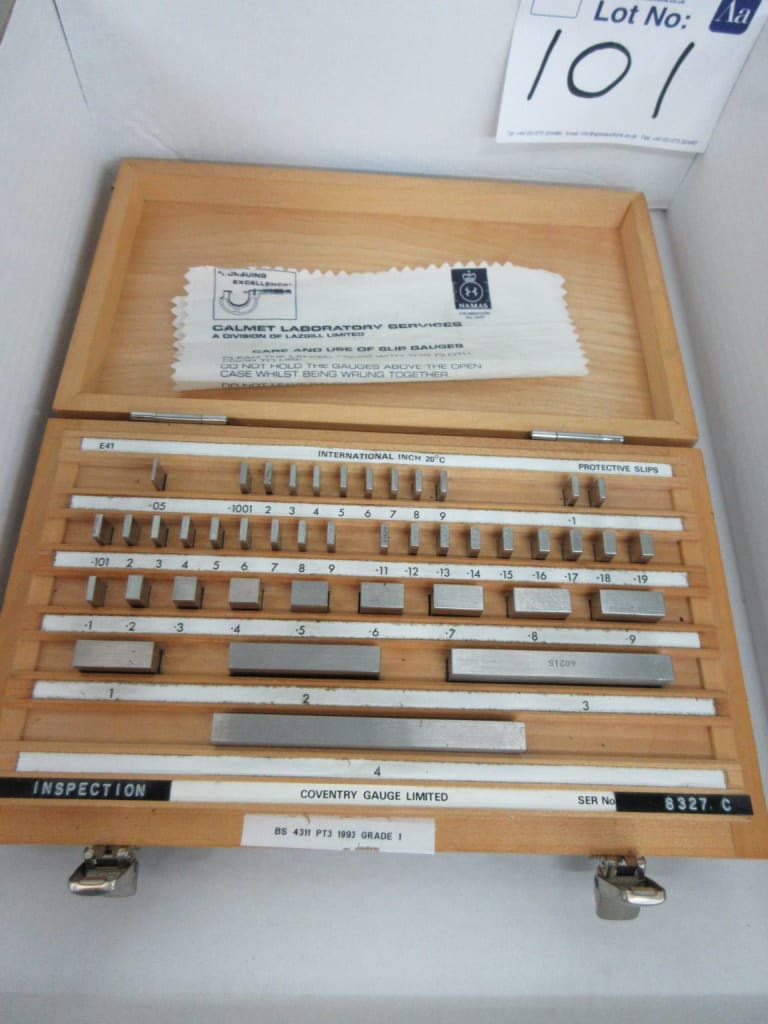 Lot No:
101
Aa
PURSUING
EXCELLENCE
NAMAS
CALMET LABORATORY SERVICES
A DIVISION OF LAZGILL LIMITED
CARE AND USE OF SLIP GAUGES
DO NOT HOLD THE GAUGES ABOVE THE OPEN
CASE WHILST BEING WRUNG TOGETHER
E41
INTERNATIONAL INCH 20°C
PROTECTIVE SLIPS
·05 ·1001 2 3 4 5 6 7 8 9 ·1
·101 2 3 4 5 6 7 8 9 ·11 ·12 ·13 ·14 ·15 ·16 ·17 ·18 ·19
·1 ·2 ·3 ·4 ·5 ·6 ·7 ·8 ·9
60215
1 2 3
4
INSPECTION
COVENTRY GAUGE LIMITED
SER No
8327 C
BS 4311 PT3 1993 GRADE 1